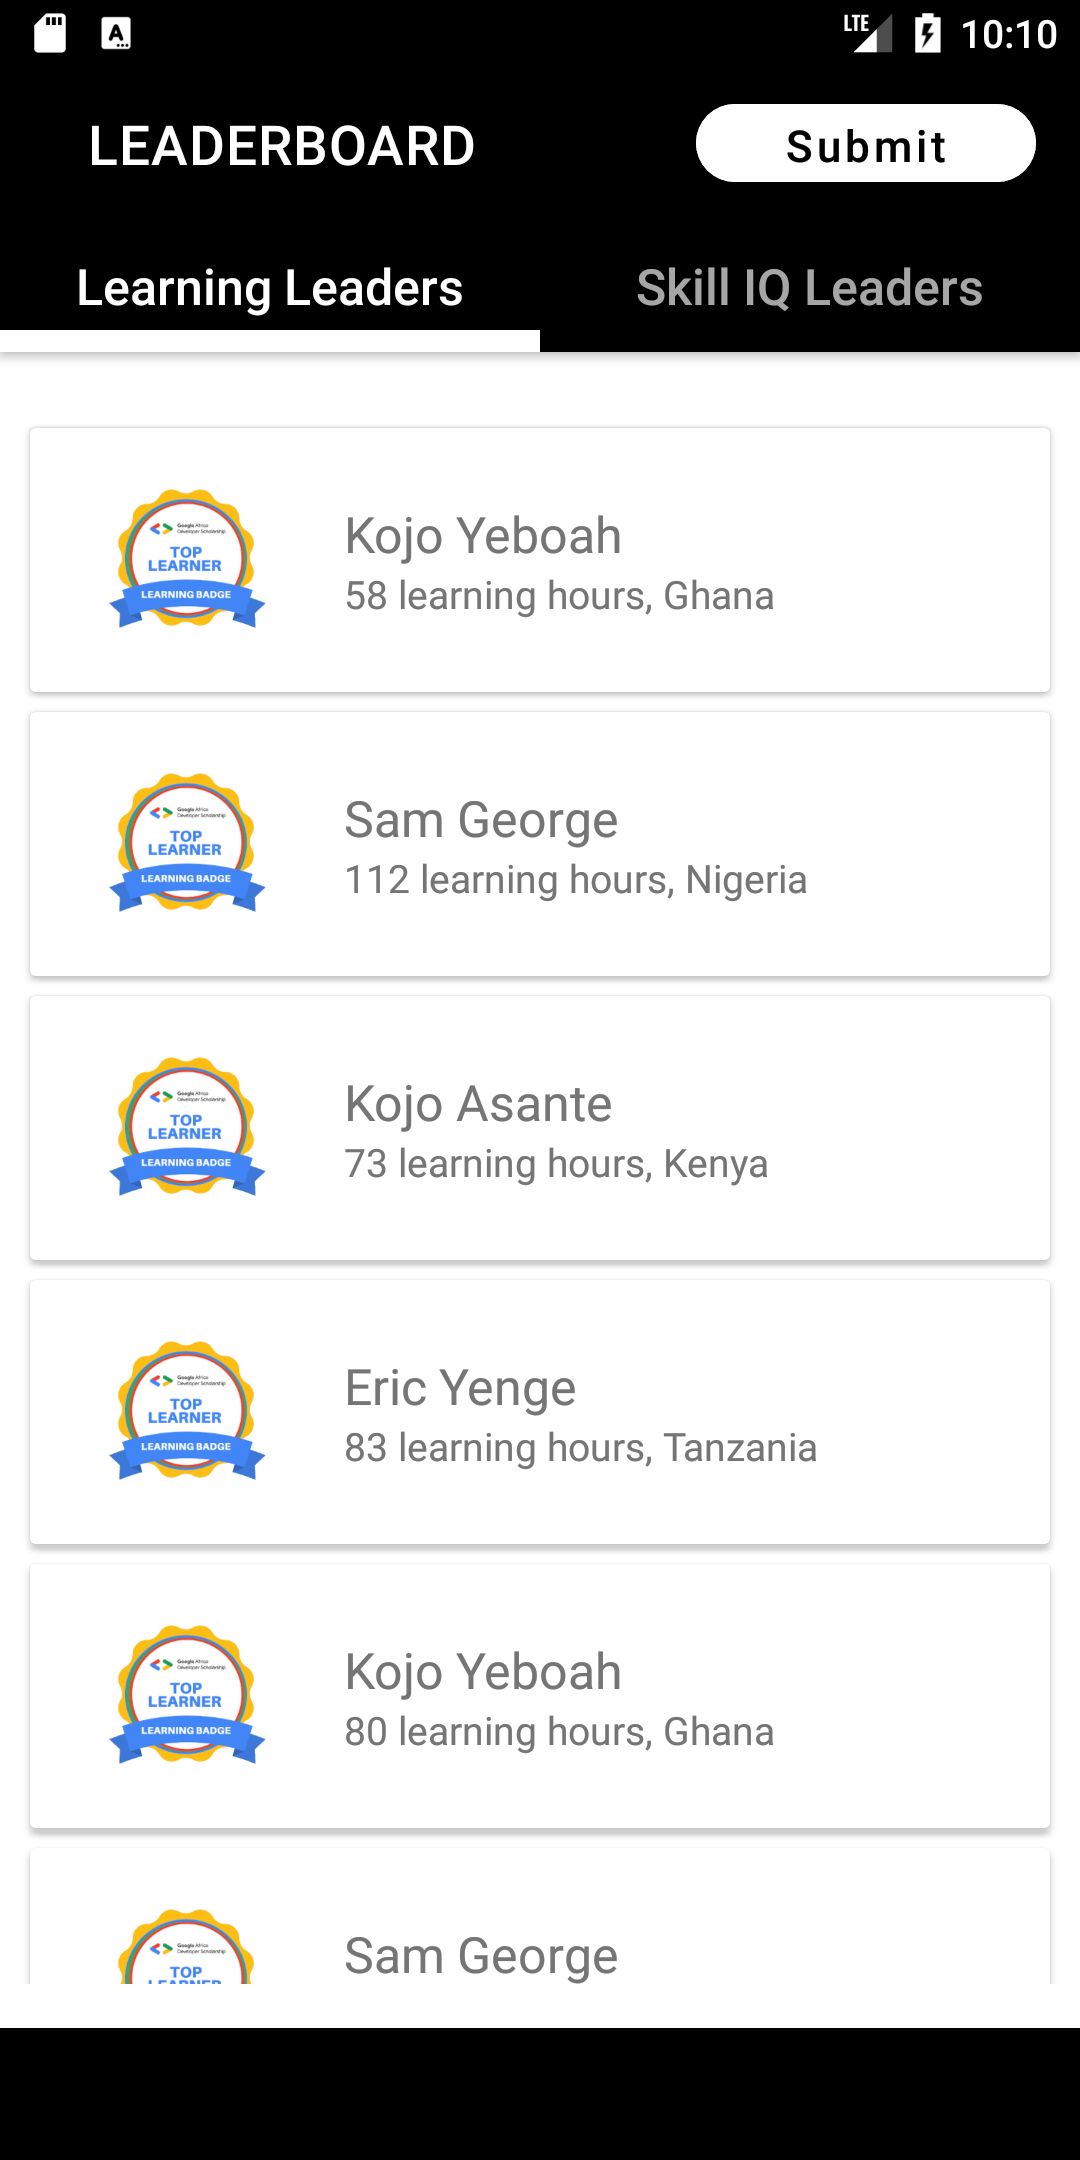 LTE 10:10
LEADERBOARD
Submit
Learning Leaders
Skill IQ Leaders
Google Africa
Developer Scholarship
TOP
LEARNER
LEARNING BADGE
Kojo Yeboah
58 learning hours, Ghana
Google Africa
Developer Scholarship
TOP
LEARNER
LEARNING BADGE
Sam George
112 learning hours, Nigeria
Google Africa
Developer Scholarship
TOP
LEARNER
LEARNING BADGE
Kojo Asante
73 learning hours, Kenya
Google Africa
Developer Scholarship
TOP
LEARNER
LEARNING BADGE
Eric Yenge
83 learning hours, Tanzania
Google Africa
Developer Scholarship
TOP
LEARNER
LEARNING BADGE
Kojo Yeboah
80 learning hours, Ghana
Google Africa
Developer Scholarship
TOP
LEARNER
Sam George